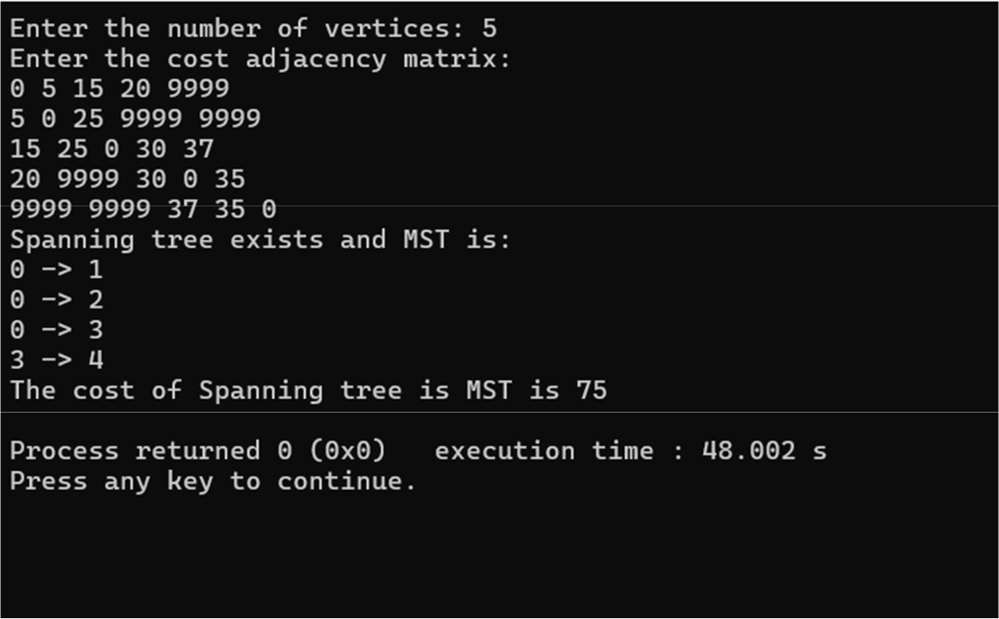 Enter the number of vertices: 5
Enter the cost adjacency matrix:
0 5 15 20 9999
5 0 25 9999 9999
15 25 0 30 37
20 9999 30 0 35
9999 9999 37 35 0
Spanning tree exists and MST is:
0 -> 1
0 -> 2
0 -> 3
3 -> 4
The cost of Spanning tree is MST is 75
Process returned 0 (0x0)   execution time : 48.002 s
Press any key to continue.